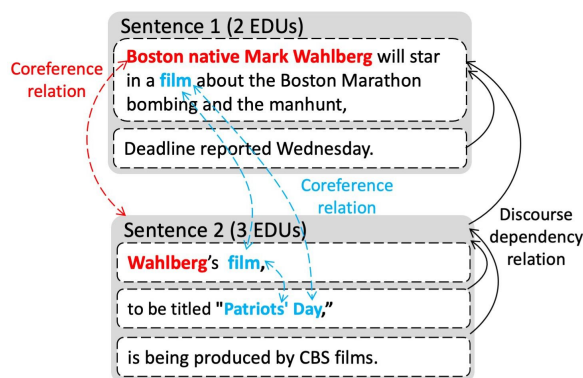 Sentence 1 (2 EDUs)
Boston native Mark Wahlberg will star
in a film about the Boston Marathon
bombing and the manhunt,
Deadline reported Wednesday.
Coreference
relation
Coreference
relation
Discourse
dependency
relation
Sentence 2 (3 EDUs)
Wahlberg's film,
to be titled "Patriots' Day,”
is being produced by CBS films.